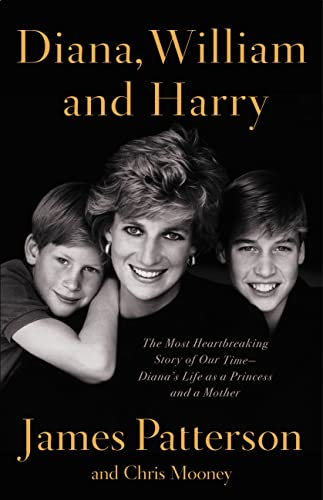 Diana, William
and Harry
The Most Heartbreaking
Story of Our Time—
Diana's Life as a Princess
and a Mother
James Patterson
and Chris Mooney